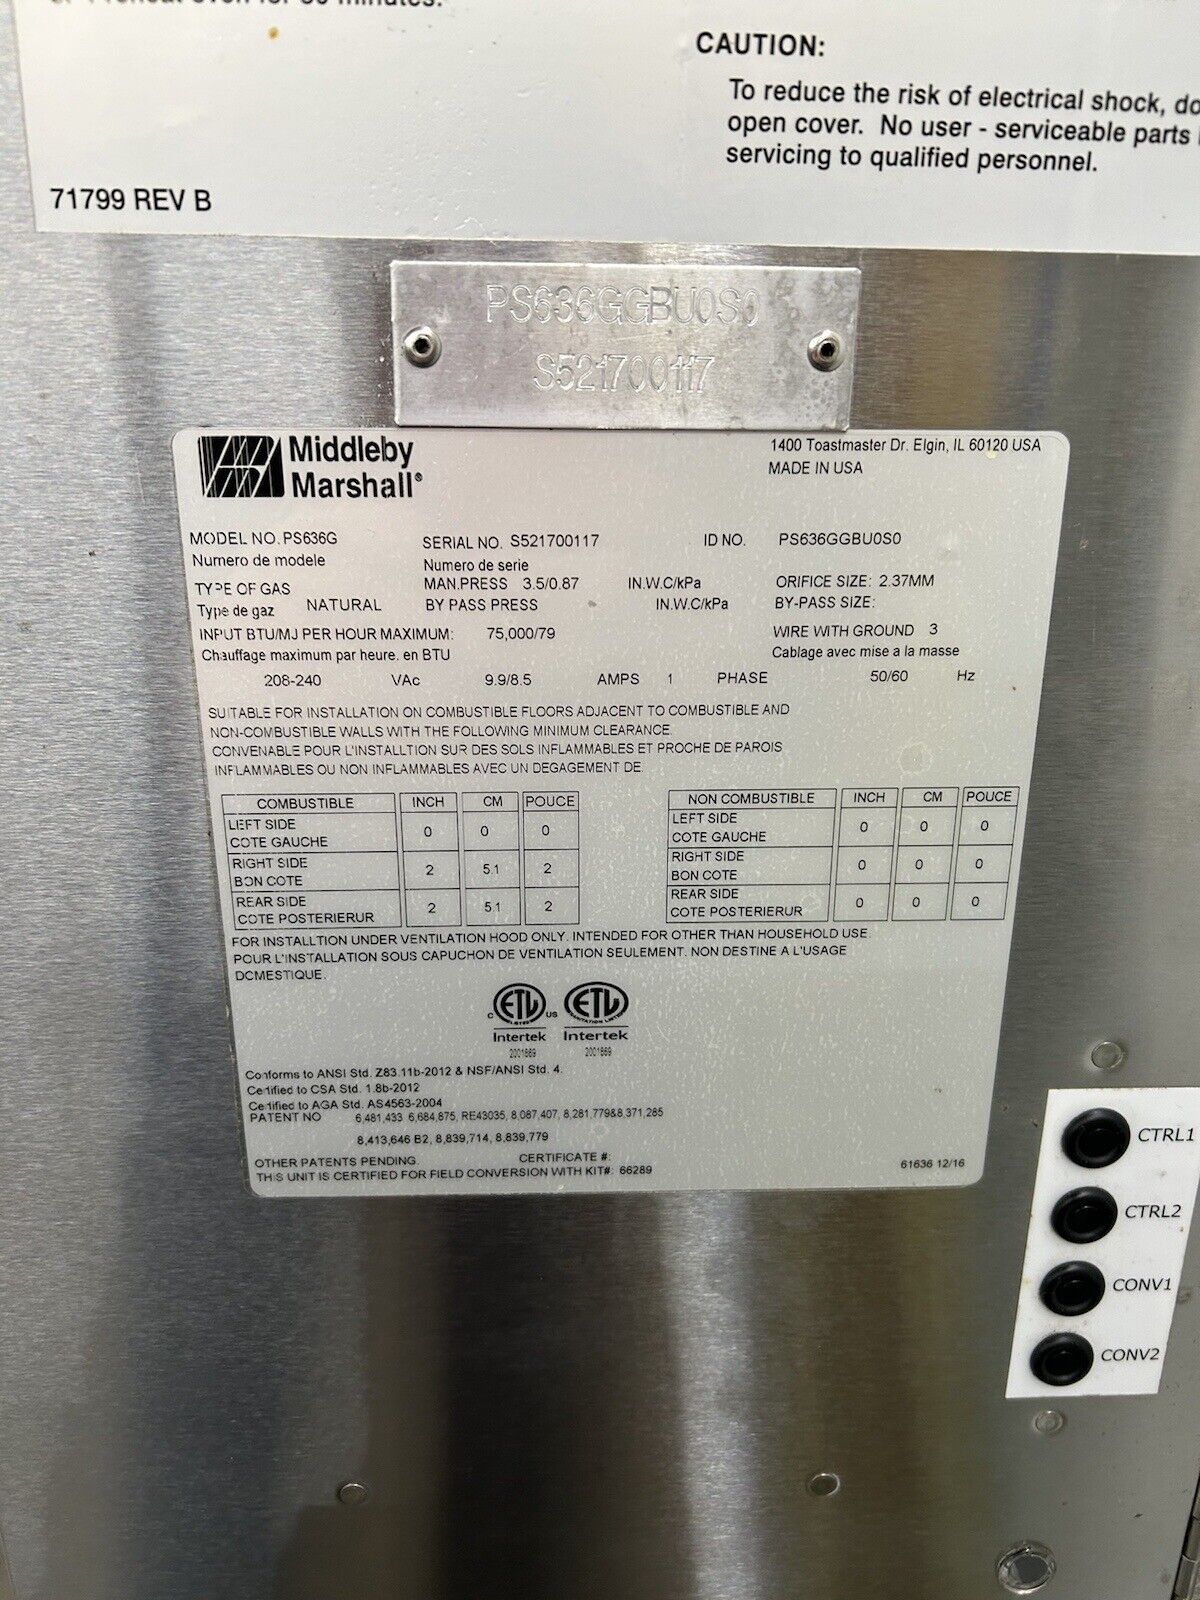 71799 REV B
CAUTION:
To reduce the risk of electrical shock, do
open cover. No user - serviceable parts
servicing to qualified personnel.
PS636GGBU0S0
S521700117
Middleby
Marshall®
1400 Toastmaster Dr. Elgin, IL 60120 USA
MADE IN USA
MODEL NO. PS636G SERIAL NO. S521700117 ID NO. PS636GGBU0S0
Numero de modele Numero de serie
TYPE OF GAS MAN.PRESS 3.5/0.87 IN.W.C/kPa ORIFICE SIZE: 2.37MM
Type de gaz NATURAL BY PASS PRESS IN.W.C/kPa BY-PASS SIZE:
INPUT BTU/MJ PER HOUR MAXIMUM: 75,000/79 WIRE WITH GROUND 3
Chauffage maximum par heure. en BTU Cablage avec mise a la masse
208-240 VAc 9.9/8.5 AMPS 1 PHASE 50/60 Hz
SUITABLE FOR INSTALLATION ON COMBUSTIBLE FLOORS ADJACENT TO COMBUSTIBLE AND
NON-COMBUSTIBLE WALLS WITH THE FOLLOWING MINIMUM CLEARANCE.
CONVENABLE POUR L'INSTALLTION SUR DES SOLS INFLAMMABLES ET PROCHE DE PAROIS
INFLAMMABLES OU NON INFLAMMABLES AVEC UN DEGAGEMENT DE.
COMBUSTIBLE INCH CM POUCE
LEFT SIDE
COTE GAUCHE 0 0 0
RIGHT SIDE
BON COTE 2 5.1 2
REAR SIDE
COTE POSTERIERUR 2 5.1 2
NON COMBUSTIBLE INCH CM POUCE
LEFT SIDE
COTE GAUCHE 0 0 0
RIGHT SIDE
BON COTE 0 0 0
REAR SIDE
COTE POSTERIERUR 0 0 0
FOR INSTALLTION UNDER VENTILATION HOOD ONLY. INTENDED FOR OTHER THAN HOUSEHOLD USE.
POUR L'INSTALLATION SOUS CAPUCHON DE VENTILATION SEULEMENT. NON DESTINE A L'USAGE
DOMESTIQUE.
C ETL US ETL
LISTED
Intertek Intertek
2001869 2001869
Conforms to ANSI Std. Z83.11b-2012 & NSF/ANSI Std. 4.
Certified to CSA Std. 1.8b-2012
Certified to AGA Std. AS4563-2004
PATENT NO 6,481,433 6,684,875, RE43035, 8,087,407, 8,281,779&8,371,285
8,413,646 B2, 8,839,714, 8,839,779
OTHER PATENTS PENDING. CERTIFICATE #:
THIS UNIT IS CERTIFIED FOR FIELD CONVERSION WITH KIT#: 66289
61636 12/16
CTRL1
CTRL2
CONV1
CONV2